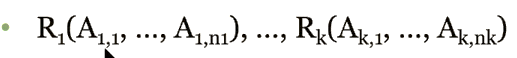 • R₁(A₁,₁, ..., A₁,ₙ₁), ..., Rₖ(Aₖ,₁, ..., Aₖ,ₙₖ)